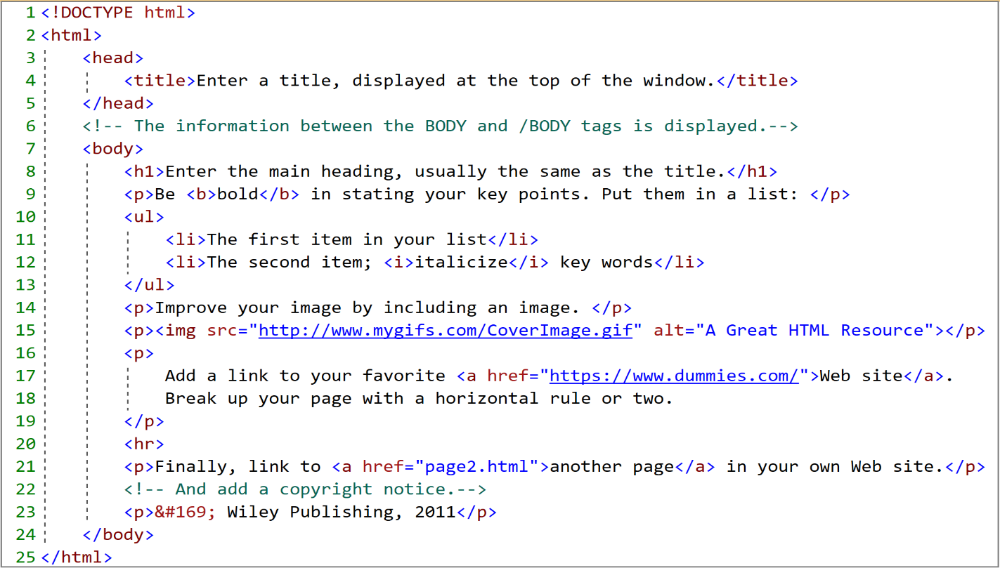 1 <!DOCTYPE html>
2 <html>
3 <head>
4 <title>Enter a title, displayed at the top of the window.</title>
5 </head>
6 <!-- The information between the BODY and /BODY tags is displayed.-->
7 <body>
8 <h1>Enter the main heading, usually the same as the title.</h1>
9 <p>Be <b>bold</b> in stating your key points. Put them in a list: </p>
10 <ul>
11 <li>The first item in your list</li>
12 <li>The second item; <i>italicize</i> key words</li>
13 </ul>
14 <p>Improve your image by including an image. </p>
15 <p><img src="http://www.mygifs.com/CoverImage.gif" alt="A Great HTML Resource"></p>
16 <p>
17 Add a link to your favorite <a href="https://www.dummies.com/">Web site</a>.
18 Break up your page with a horizontal rule or two.
19 </p>
20 <hr>
21 <p>Finally, link to <a href="page2.html">another page</a> in your own Web site.</p>
22 <!-- And add a copyright notice.-->
23 <p>&#169; Wiley Publishing, 2011</p>
24 </body>
25 </html>